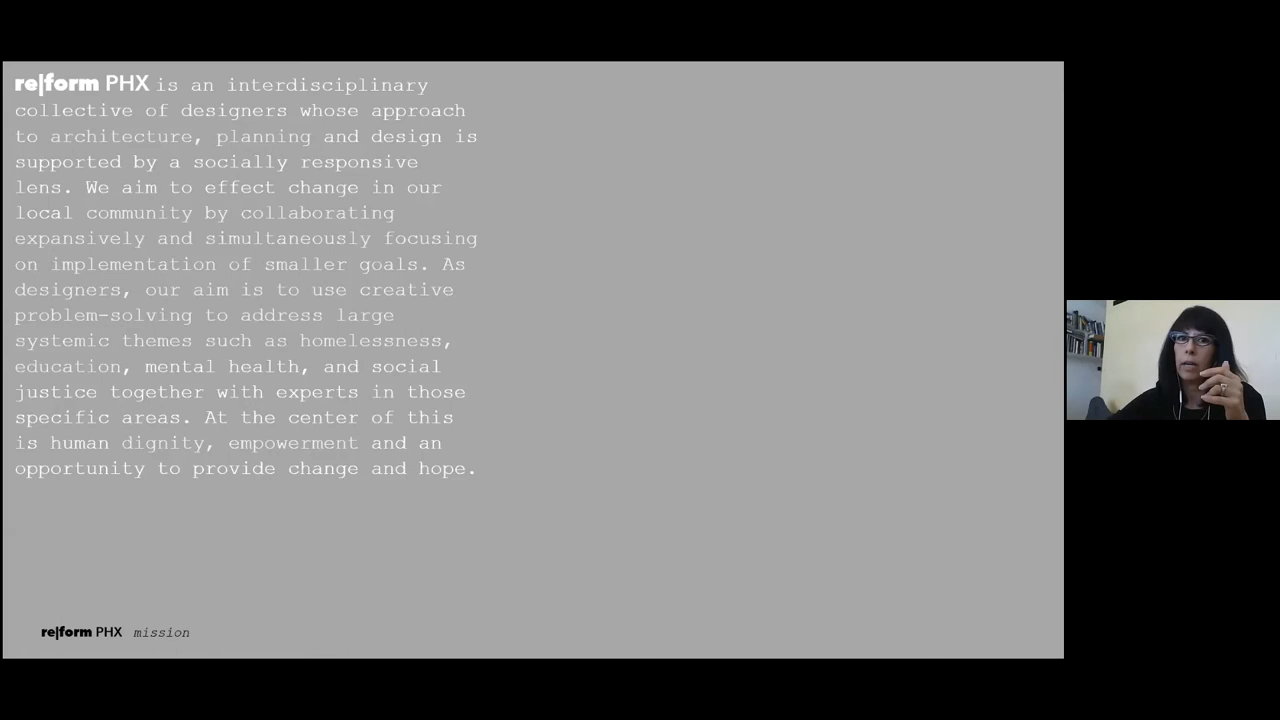 re|form PHX is an interdisciplinary
collective of designers whose approach
to architecture, planning and design is
supported by a socially responsive
lens. We aim to effect change in our
local community by collaborating
expansively and simultaneously focusing
on implementation of smaller goals. As
designers, our aim is to use creative
problem-solving to address large
systemic themes such as homelessness,
education, mental health, and social
justice together with experts in those
specific areas. At the center of this
is human dignity, empowerment and an
opportunity to provide change and hope.
re|form PHX mission